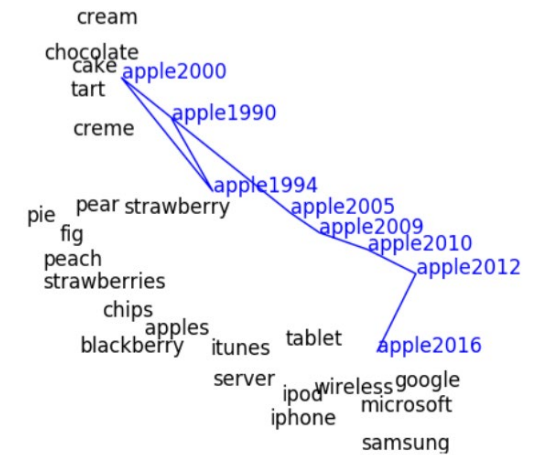 cream
chocolate
cake
apple2000
tart
apple1990
creme
apple1994
pear
strawberry
apple2005
pie
apple2009
fig
apple2010
peach
apple2012
strawberries
chips
apples
tablet
blackberry
itunes
apple2016
server
wireless
google
ipod
microsoft
iphone
samsung